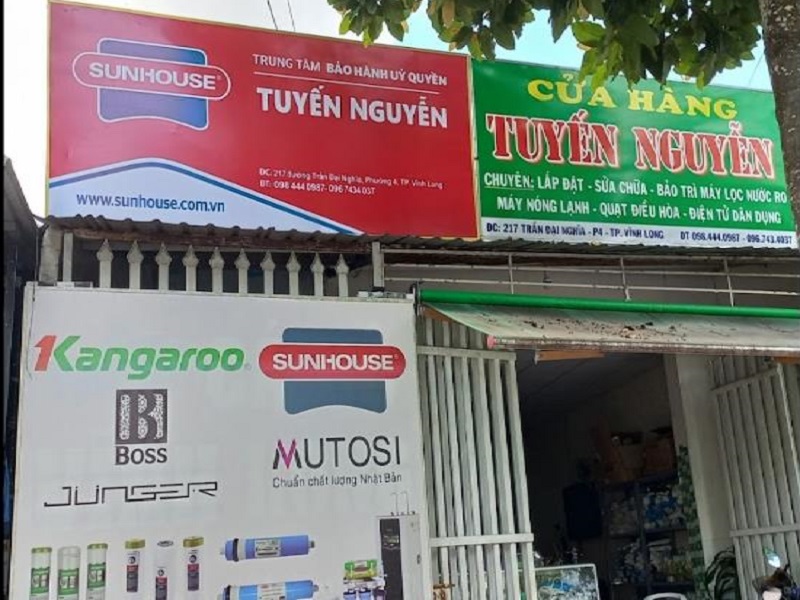 SUNHOUSE
TRUNG TÂM BẢO HÀNH UỶ QUYỀN
TUYẾN NGUYỄN
ĐC: 217 Đường Trần Đại Nghĩa, Phường 4, TP. Vĩnh Long
ĐT: 098 444 0987- 096 7434 037
www.sunhouse.com.vn
CỬA HÀNG
TUYẾN NGUYỄN
CHUYÊN: LẮP ĐẶT - SỬA CHỮA - BẢO TRÌ MÁY LỌC NƯỚC RO
MÁY NÓNG LẠNH - QUẠT ĐIỀU HÒA - ĐIỆN TỬ DÂN DỤNG
ĐC: 217 TRẦN ĐẠI NGHĨA - P4 - TP. VĨNH LONG ĐT 098.444.0987 - 096.743.4037
1Kangaroo
SUNHOUSE
BOSS
MUTOSI
Chuẩn chất lượng Nhật Bản
JÜNGER